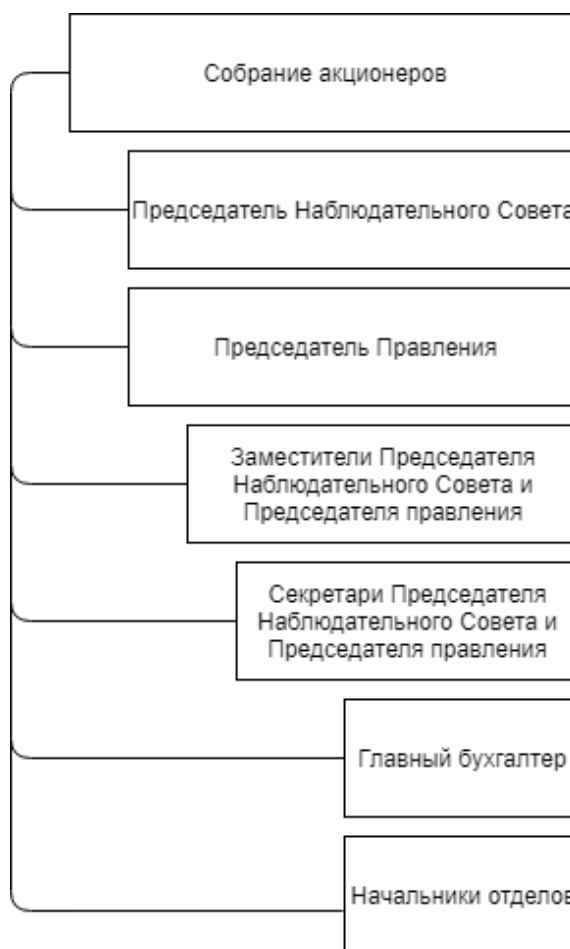 Собрание акционеров
Председатель Наблюдательного Совета
Председатель Правления
Заместители Председателя
Наблюдательного Совета и
Председателя правления
Секретари Председателя
Наблюдательного Совета и
Председателя правления
Главный бухгалтер
Начальники отделов